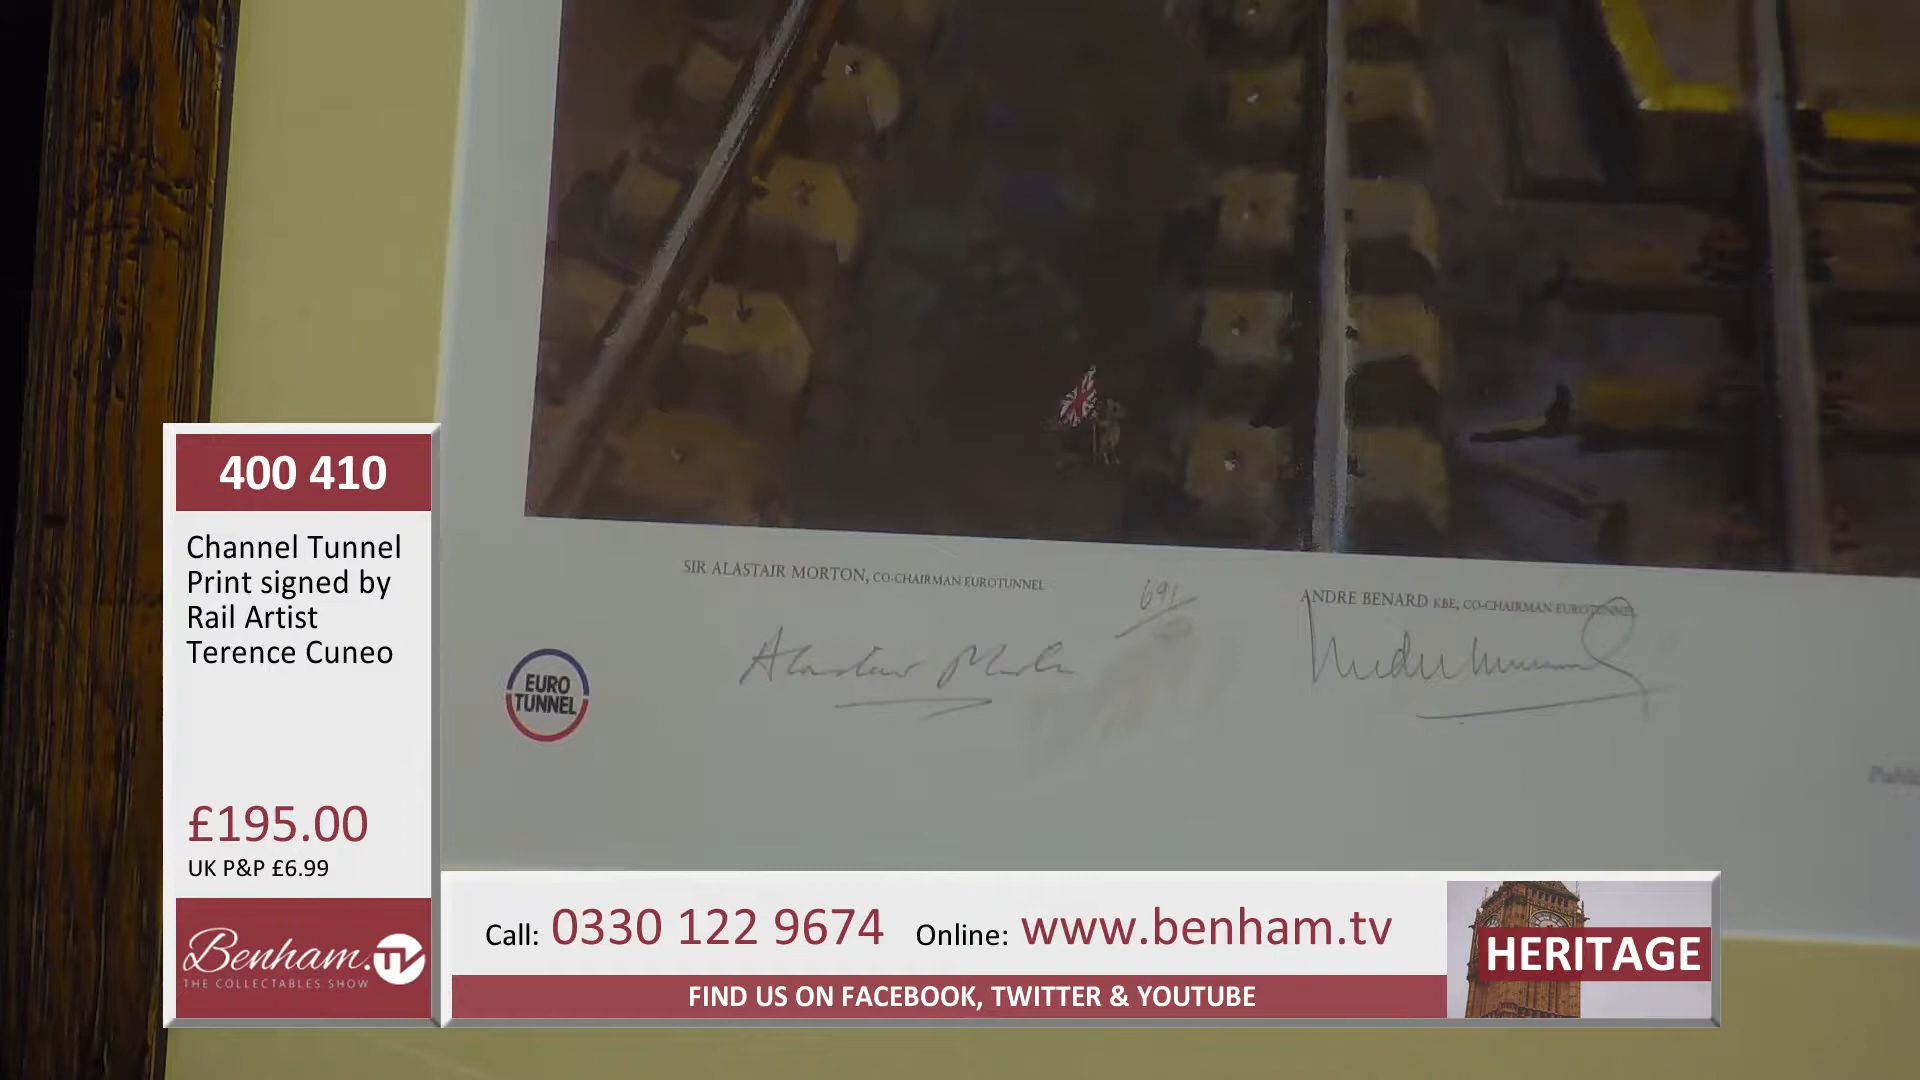 SIR ALASTAIR MORTON, CO-CHAIRMAN EUROTUNNEL
691
ANDRE BENARD KBE, CO-CHAIRMAN EUROTUNNEL
Alastair Morton
EURO
TUNNEL
400 410
Channel Tunnel
Print signed by
Rail Artist
Terence Cuneo
£195.00
UK P&P £6.99
Benham.TV
THE COLLECTABLES SHOW
Call: 0330 122 9674 Online: www.benham.tv
FIND US ON FACEBOOK, TWITTER & YOUTUBE
HERITAGE